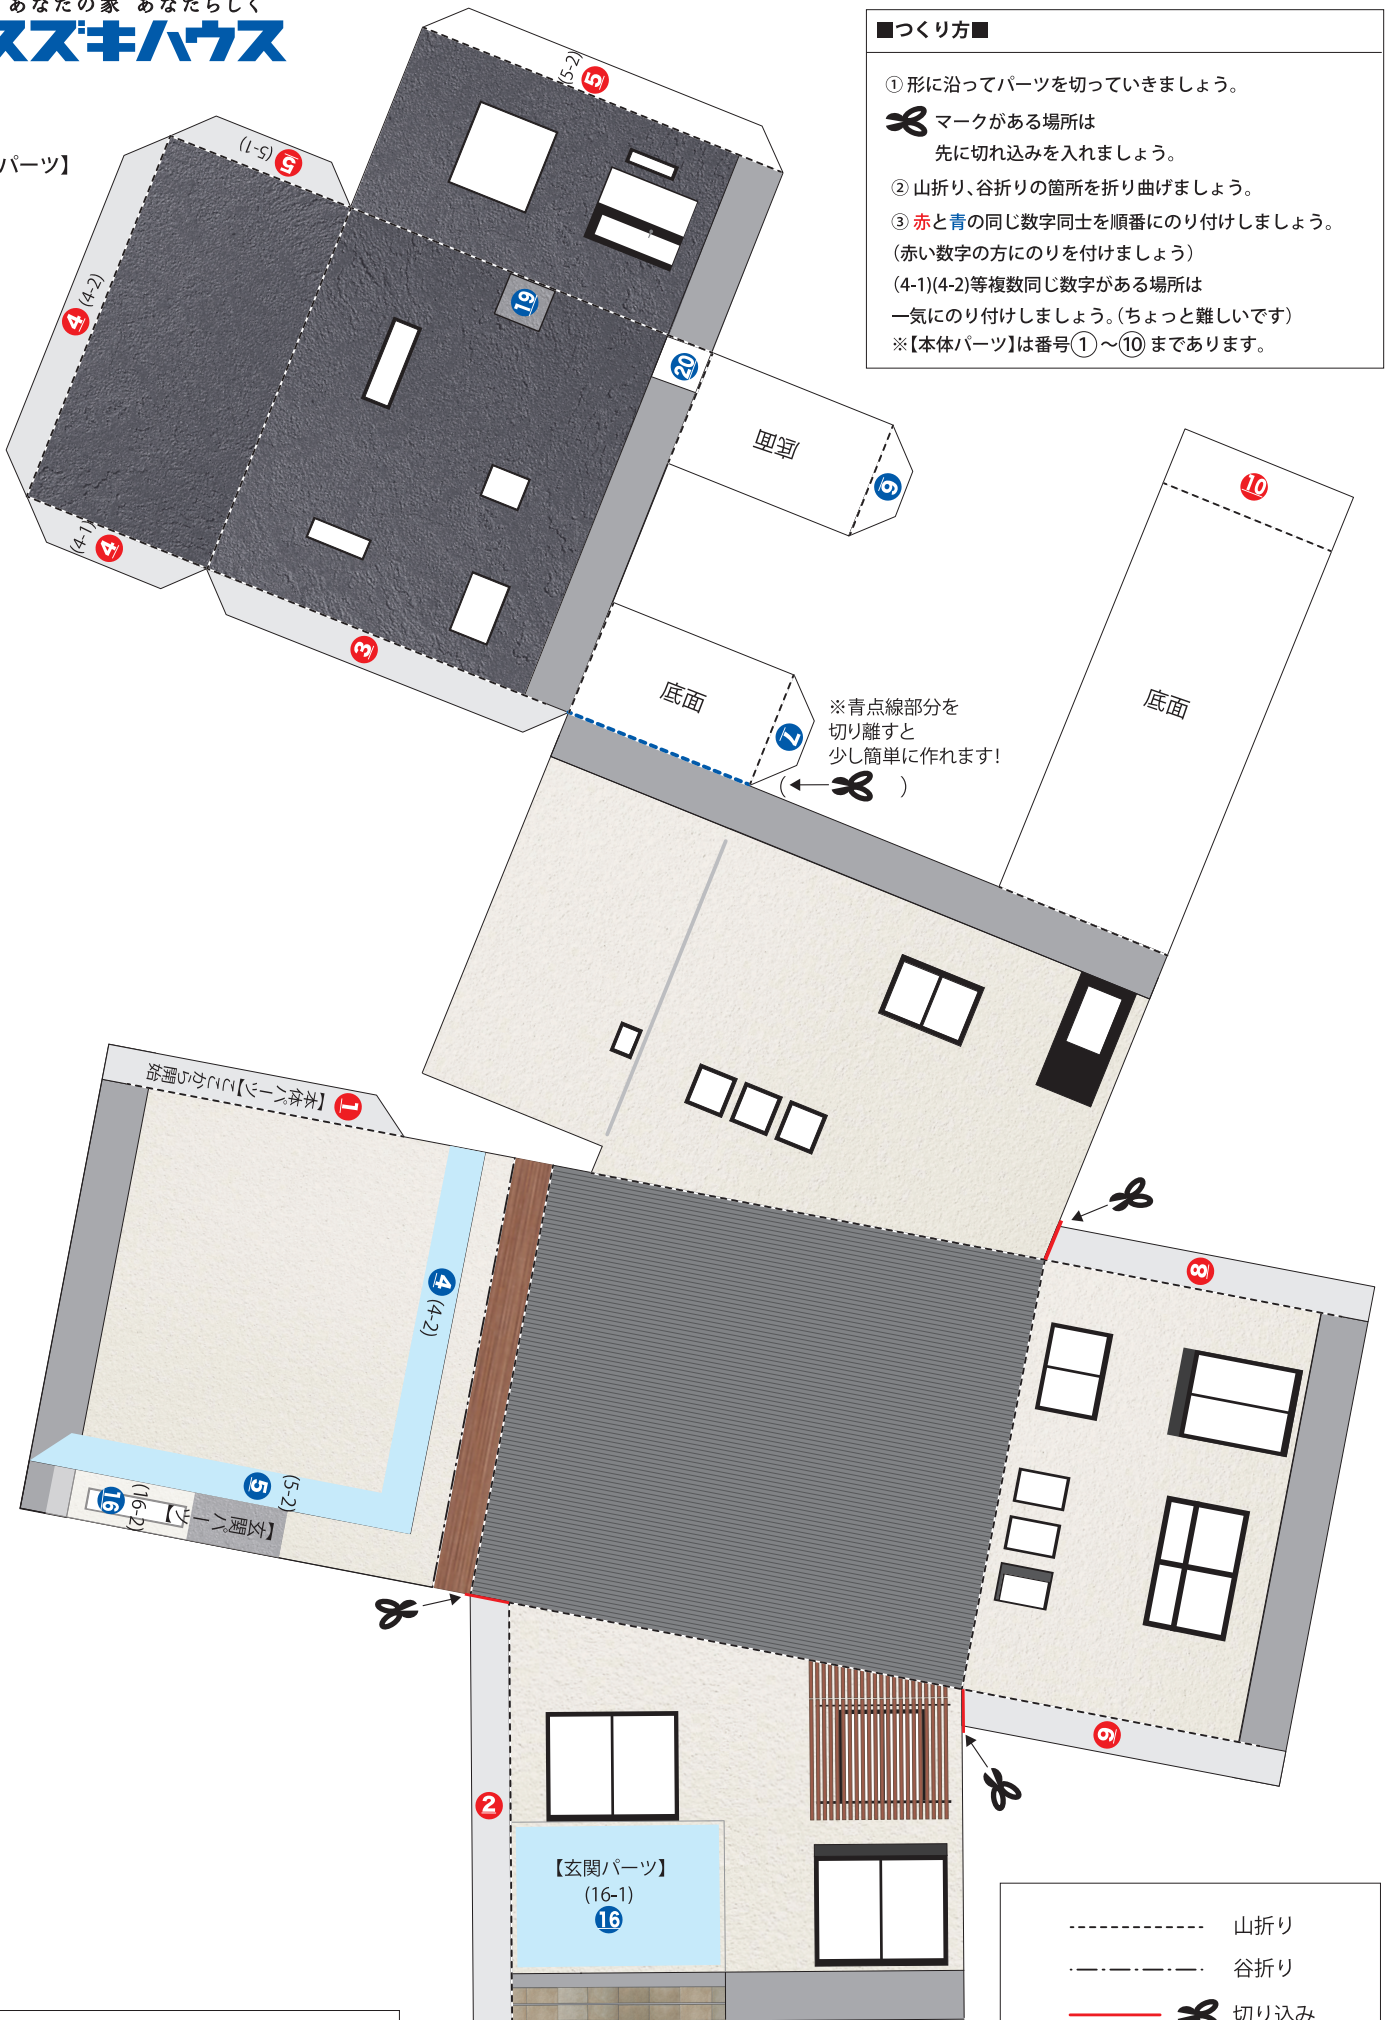 あなたの家 あなたらしく
スズキハウス
パーツ】
■つくり方■
① 形に沿ってパーツを切っていきましょう。
マークがある場所は
先に切れ込みを入れましょう。
② 山折り、谷折りの箇所を折り曲げましょう。
③ 赤と青の同じ数字同士を順番にのり付けしましょう。
(赤い数字の方にのりを付けましょう)
(4-1)(4-2)等複数同じ数字がある場所は
一気にのり付けしましょう。(ちょっと難しいです)
※【本体パーツ】は番号①～⑩まであります。
(5-2)
5
(5-1)
5
4
(4-2)
(4-1)
4
3
19
20
底面
9
10
底面
底面
7
※青点線部分を
切り離すと
少し簡単に作れます！
( )
【本体パーツ】ここから開始
1
4
(4-2)
5
(5-2)
16
(16-2)
【玄関パーツ】
8
9
2
【玄関パーツ】
(16-1)
16
山折り
谷折り
切り込み